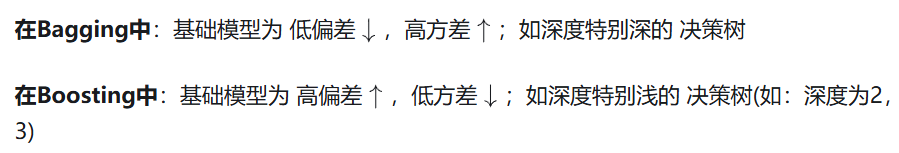 在Bagging中：基础模型为 低偏差↓，高方差↑；如深度特别深的 决策树
在Boosting中：基础模型为 高偏差↑，低方差↓；如深度特别浅的 决策树(如：深度为2，
3)